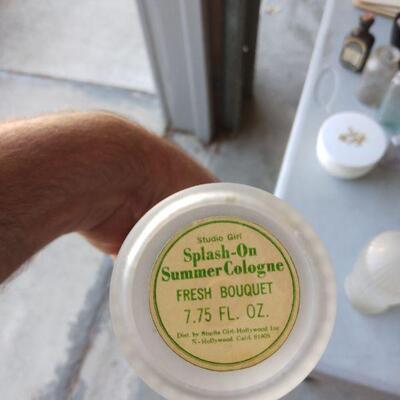 Studio Girl
Splash-On
Summer Cologne
FRESH BOUQUET
7.75 FL. OZ.
Dist. by Studio Girl-Hollywood Inc
N-Hollywood, Calif.